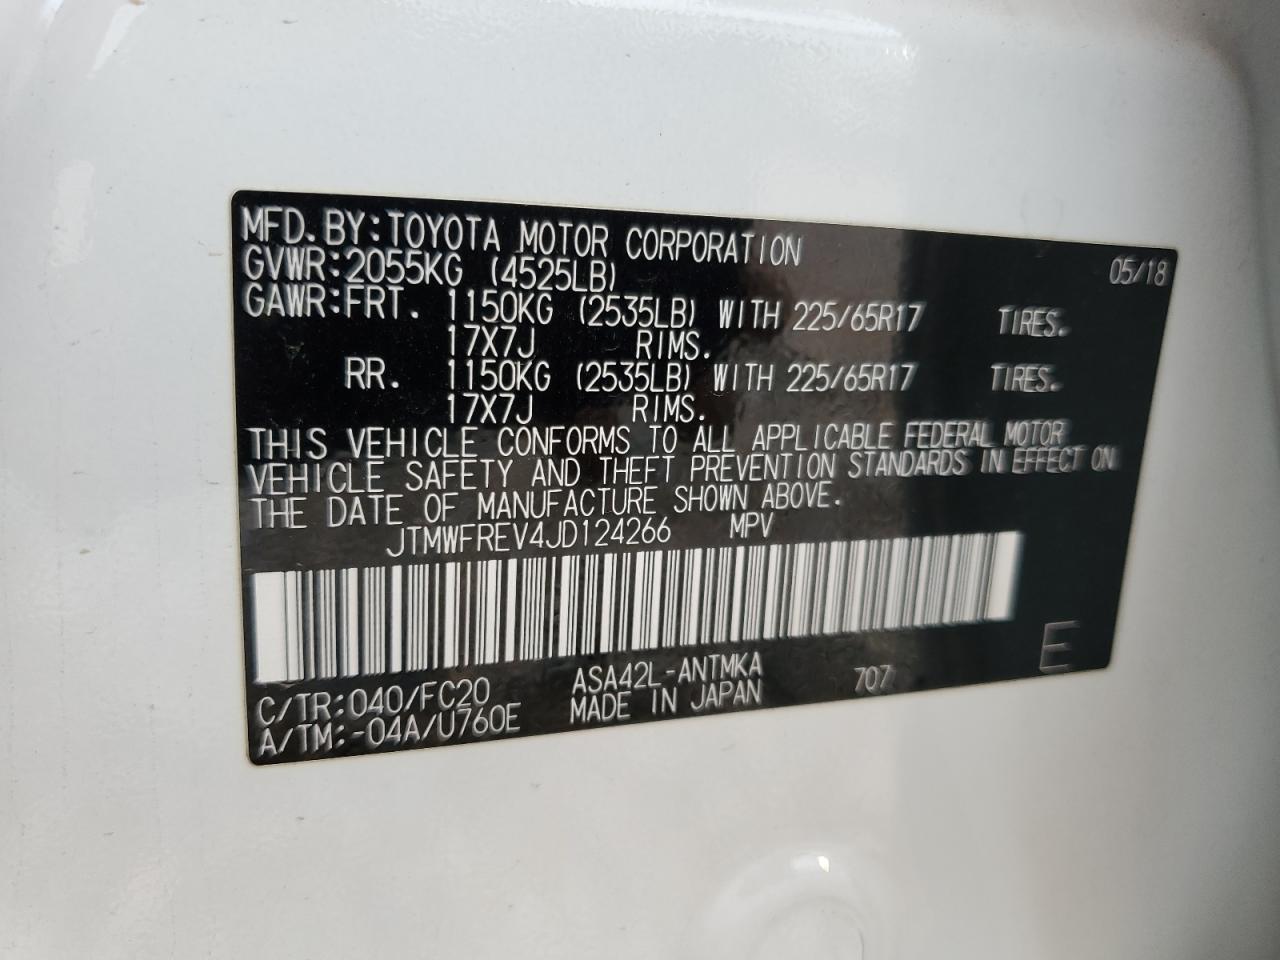 MFD. BY: TOYOTA MOTOR CORPORATION 05/18
GVWR: 2055KG (4525LB)
GAWR: FRT. 1150KG (2535LB) WITH 225/65R17 TIRES.
17X7J RIMS.
RR. 1150KG (2535LB) WITH 225/65R17 TIRES.
17X7J RIMS.
THIS VEHICLE CONFORMS TO ALL APPLICABLE FEDERAL MOTOR
VEHICLE SAFETY AND THEFT PREVENTION STANDARDS IN EFFECT ON
THE DATE OF MANUFACTURE SHOWN ABOVE.
JTMWFREV4JD124266 MPV
C/TR: 040/FC20 ASA42L-ANTMKA 707 E
A/TM: -04A/U760E MADE IN JAPAN